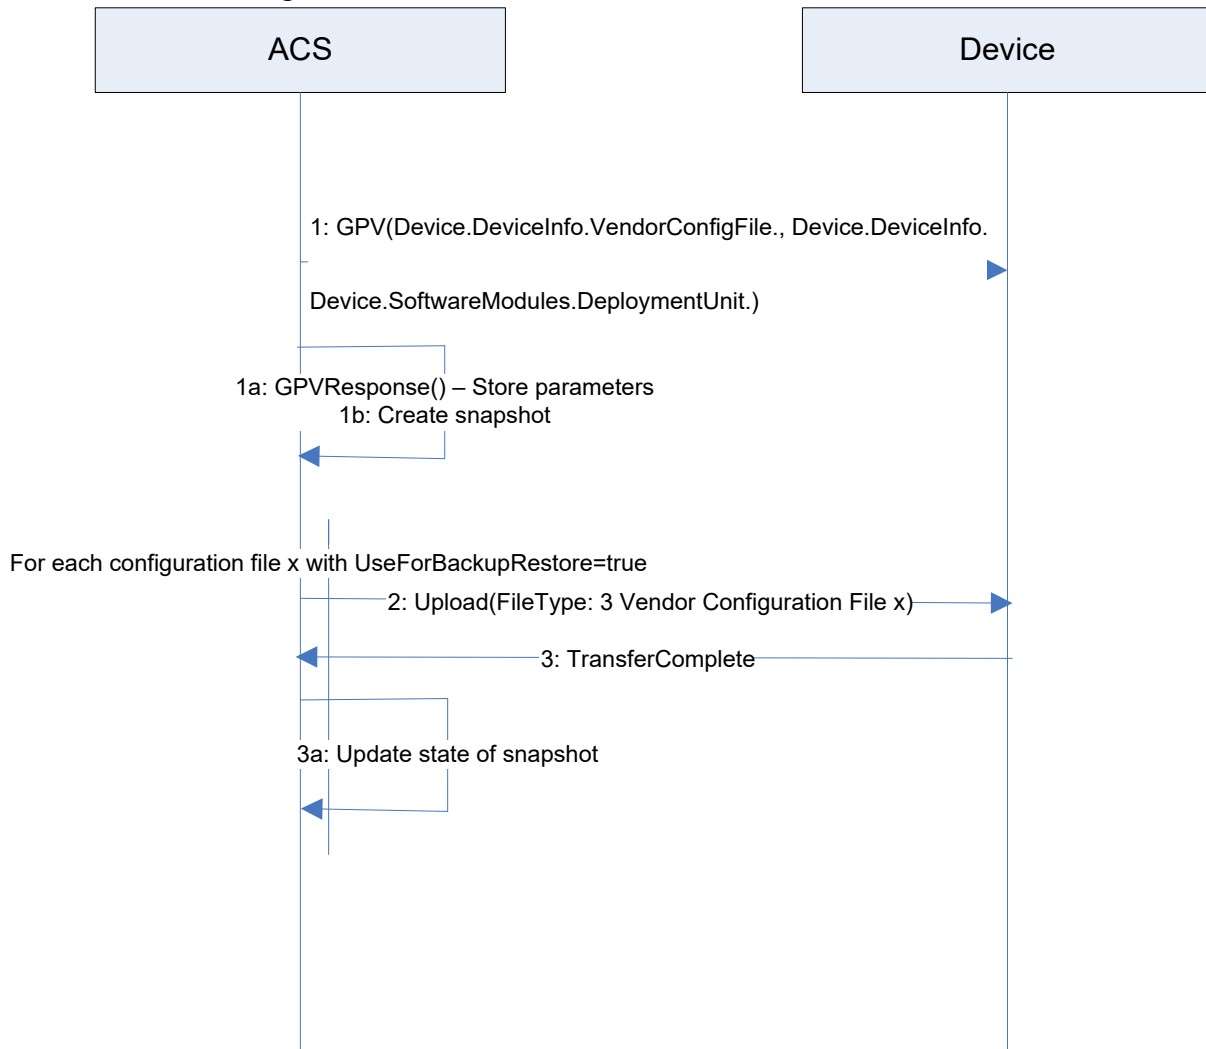 ACS
Device
1: GPV(Device.DeviceInfo.VendorConfigFile., Device.DeviceInfo.
Device.SoftwareModules.DeploymentUnit.)
1a: GPVResponse() – Store parameters
1b: Create snapshot
For each configuration file x with UseForBackupRestore=true
2: Upload(FileType: 3 Vendor Configuration File x)
3: TransferComplete
3a: Update state of snapshot